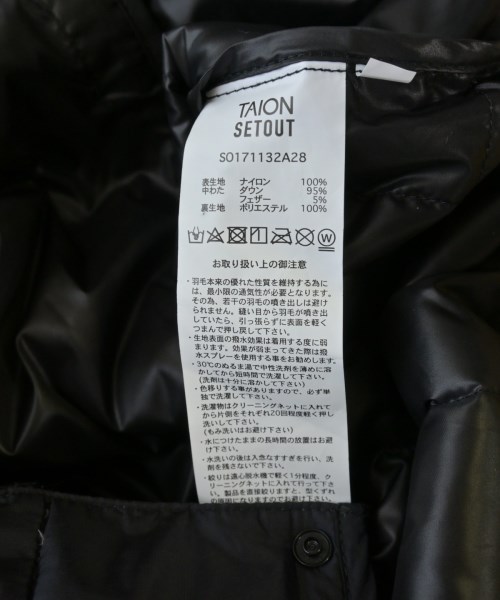 TAION
SETOUT
S0171132A28
表生地 ナイロン 100%
中わた ダウン 95%
フェザー 5%
裏生地 ポリエステル 100%
お取り扱い上の御注意
・羽毛本来の優れた性質を維持する為に
は、最小限の通気性が必要となります。
その為、若干の羽毛の噴き出しは避け
られません。縫い目から羽毛が噴き出
していたら、引っ張らずに表面を軽く
つまんで押し戻して下さい。
・生地表面の撥水効果は着用する度に弱
まります。効果が弱まってきた際は撥
水スプレーを使用する事をお勧めします。
・30℃のぬるま湯で中性洗剤を薄めに溶
かしてから短時間で洗濯して下さい。
(洗剤は十分に溶かして下さい)
・色移りする事がありますので、必ず単
独で洗濯して下さい。
・洗濯物はクリーニングネットに入れて
から片側をそれぞれ20回程度軽く押し
洗いして下さい。
(もみ洗いはお避け下さい)
・水につけたままの長時間の放置はお避
け下さい。
・水洗いの後は入念なすすぎを行い、洗
剤を残さないで下さい。
・絞りは遠心脱水機で軽く1分程度、ク
リーニングネットに入れて行って下さ
い。製品を直接絞りますと、型くずれ
の原因になりますのでお避け下さい。